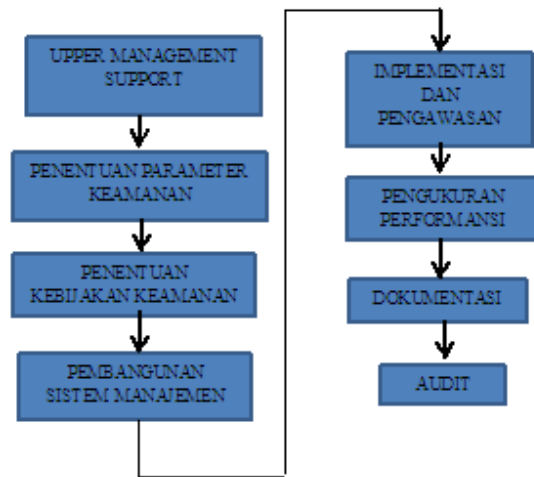 UPPER MANAGEMENT
SUPPORT
PENENTUAN PARAMETER
KEAMANAN
PENENTUAN
KEBIJAKAN KEAMANAN
PEMBANGUNAN
SISTEM MANAJEMEN
IMPLEMENTASI
DAN
PENGAWASAN
PENGUKURAN
PERFORMANSI
DOKUMENTASI
AUDIT